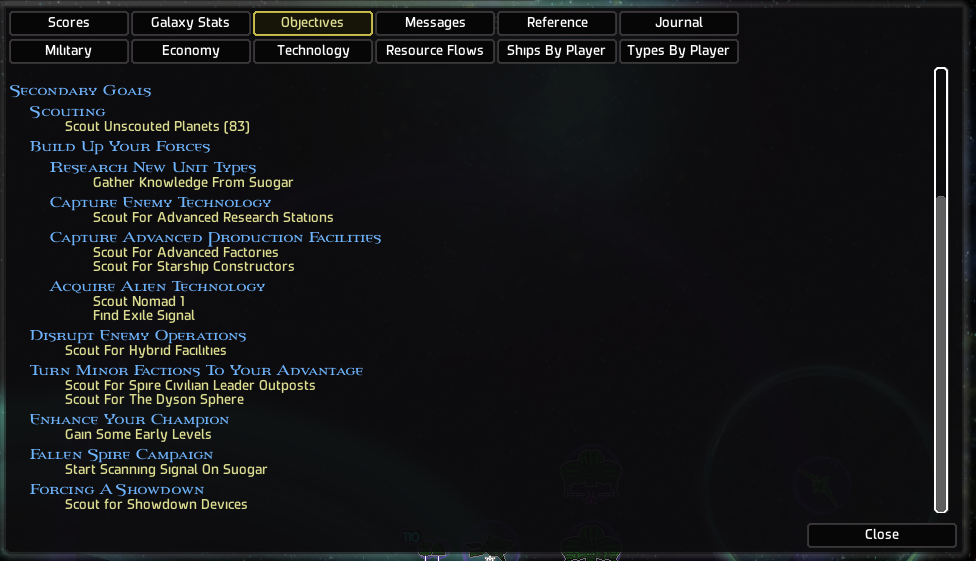 Scores Galaxy Stats Objectives Messages Reference Journal
Military Economy Technology Resource Flows Ships By Player Types By Player
Secondary Goals
Scouting
Scout Unscouted Planets (83)
Build Up Your Forces
Research New Unit Types
Gather Knowledge From Suogar
Capture Enemy Technology
Scout For Advanced Research Stations
Capture Advanced Production Facilities
Scout For Advanced Factories
Scout For Starship Constructors
Acquire Alien Technology
Scout Nomad 1
Find Exile Signal
Disrupt Enemy Operations
Scout For Hybrid Facilities
Turn Minor Factions To Your Advantage
Scout For Spire Civilian Leader Outposts
Scout For The Dyson Sphere
Enhance Your Champion
Gain Some Early Levels
Fallen Spire Campaign
Start Scanning Signal On Suogar
Forcing A Showdown
Scout for Showdown Devices
no
Close